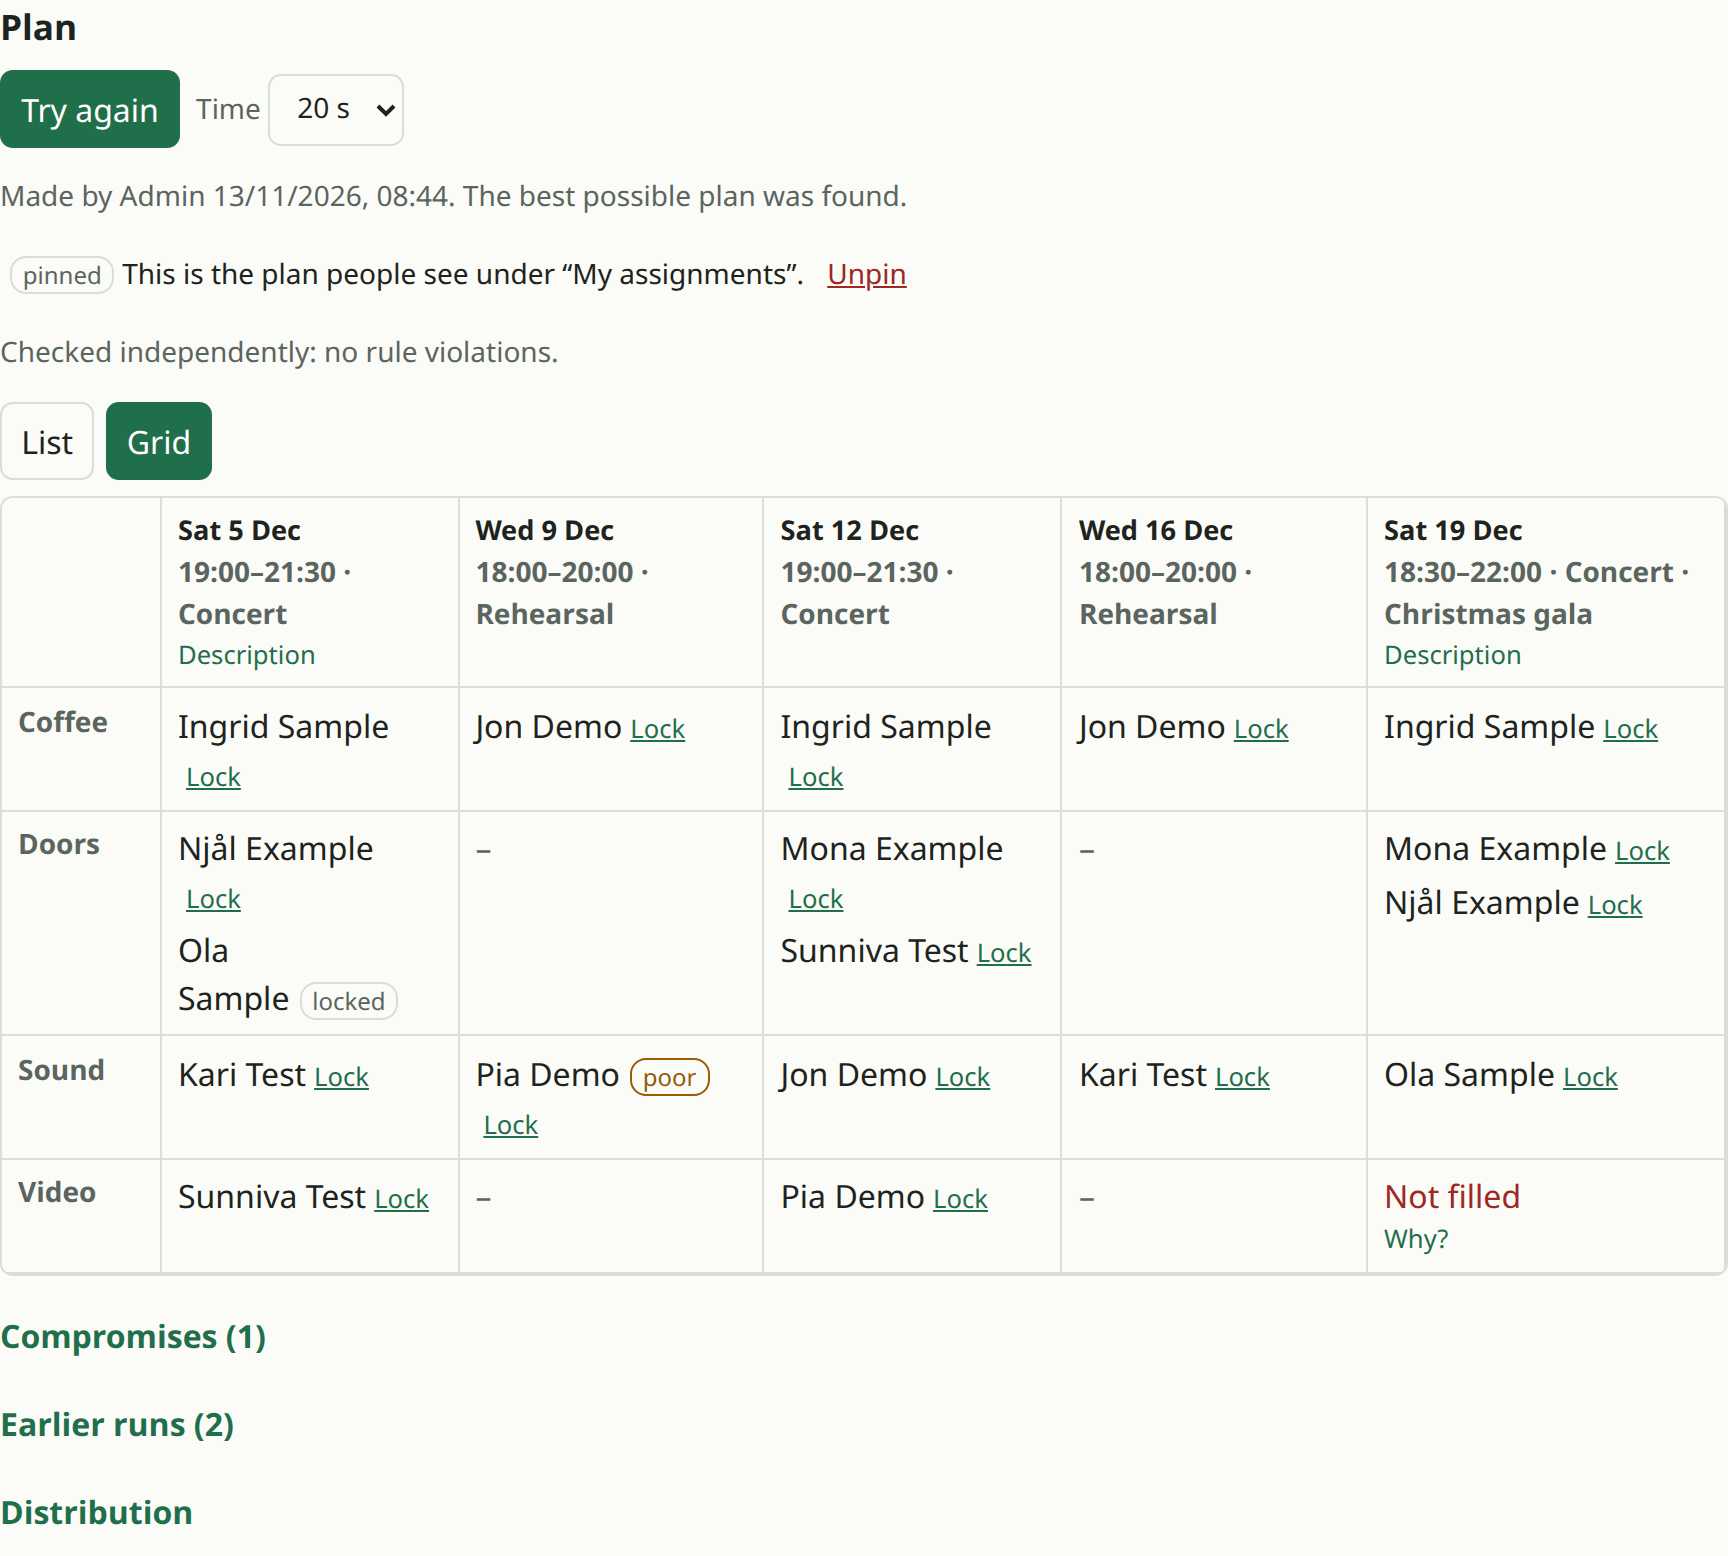 Plan
Try again Time 20 s
Made by Admin 13/11/2026, 08:44. The best possible plan was found.
pinned This is the plan people see under “My assignments”. Unpin
Checked independently: no rule violations.
List Grid
Sat 5 Dec
19:00–21:30 ·
Concert
Description
Wed 9 Dec
18:00–20:00 ·
Rehearsal
Sat 12 Dec
19:00–21:30 ·
Concert
Wed 16 Dec
18:00–20:00 ·
Rehearsal
Sat 19 Dec
18:30–22:00 · Concert ·
Christmas gala
Description
Coffee
Ingrid Sample
Lock
Jon Demo Lock
Ingrid Sample
Lock
Jon Demo Lock
Ingrid Sample Lock
Doors
Njål Example
Lock
Ola
Sample locked
–
Mona Example
Lock
Sunniva Test Lock
–
Mona Example Lock
Njål Example Lock
Sound
Kari Test Lock
Pia Demo poor
Lock
Jon Demo Lock
Kari Test Lock
Ola Sample Lock
Video
Sunniva Test Lock
–
Pia Demo Lock
–
Not filled
Why?
Compromises (1)
Earlier runs (2)
Distribution